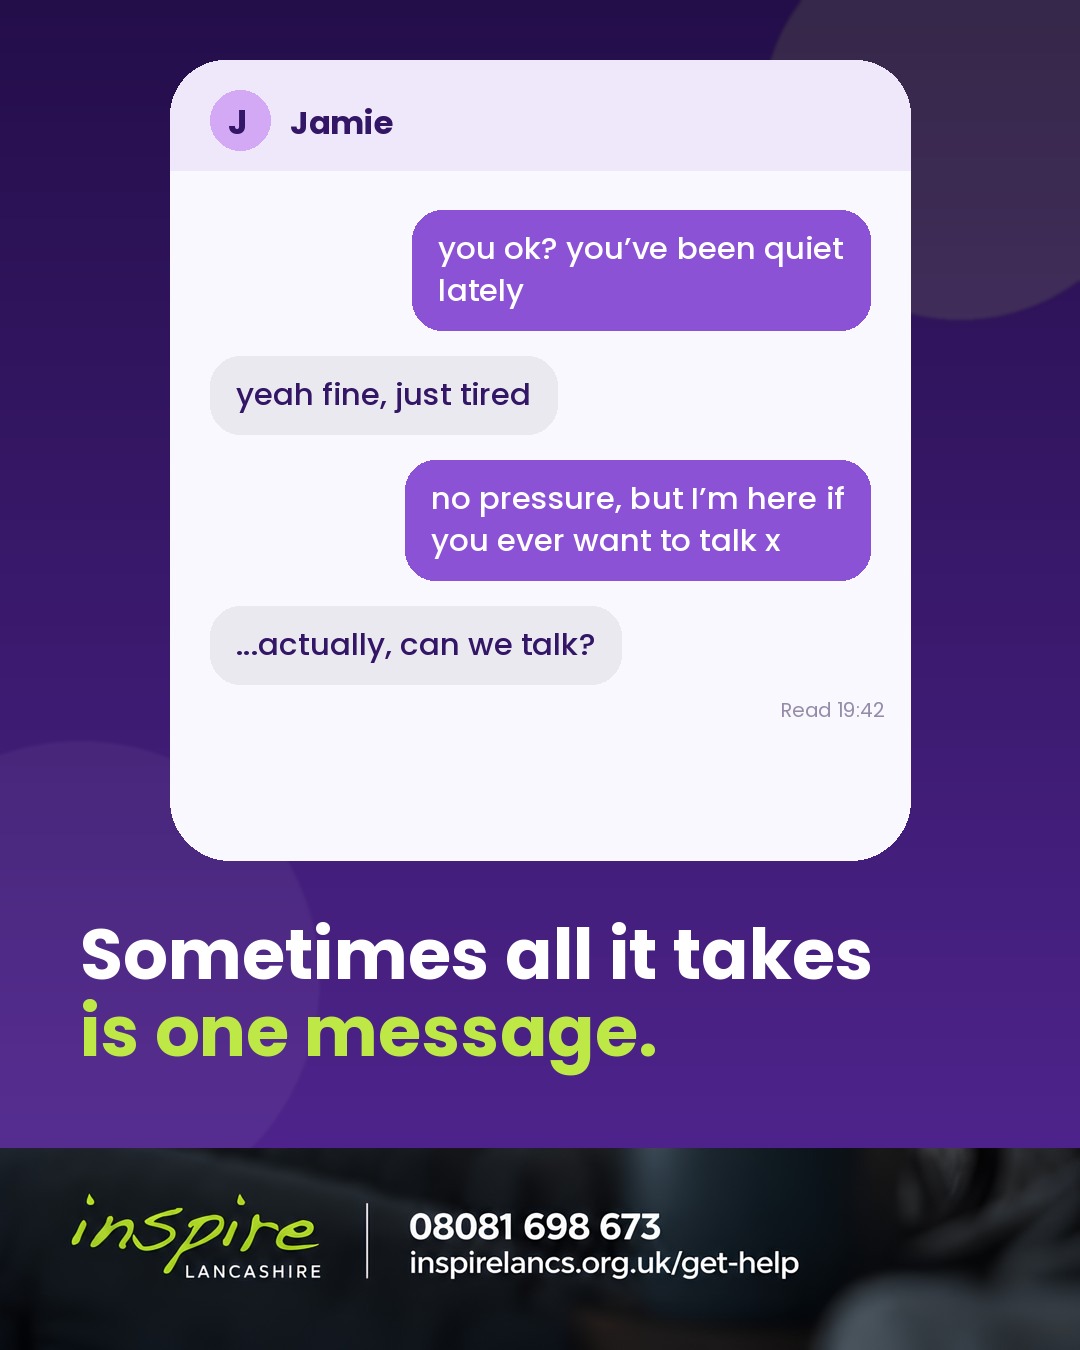 J
Jamie
you ok? you’ve been quiet
lately
yeah fine, just tired
no pressure, but I’m here if
you ever want to talk x
...actually, can we talk?
Read 19:42
Sometimes all it takes
is one message.
inspire
LANCASHIRE
08081 698 673
inspirelancs.org.uk/get-help